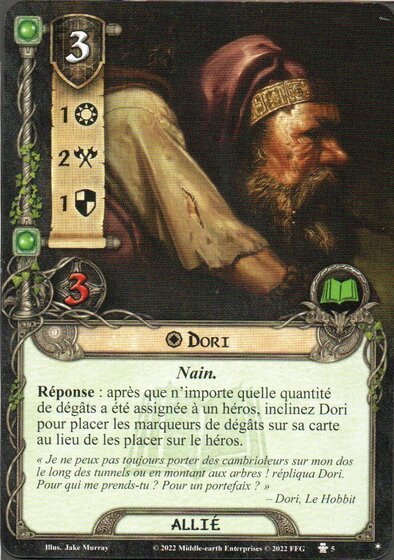 3
1
2
1
3
Dori
Nain.
Réponse : après que n'importe quelle quantité
de dégâts a été assignée à un héros, inclinez Dori
pour placer les marqueurs de dégâts sur sa carte
au lieu de les placer sur le héros.
« Je ne peux pas toujours porter des cambrioleurs sur mon dos
le long des tunnels ou en montant aux arbres ! répliqua Dori.
Pour qui me prends-tu ? Pour un portefaix ? »
– Dori, Le Hobbit
ALLIÉ
Illus. Jake Murray © 2022 Middle-earth Enterprises © 2022 FFG 5